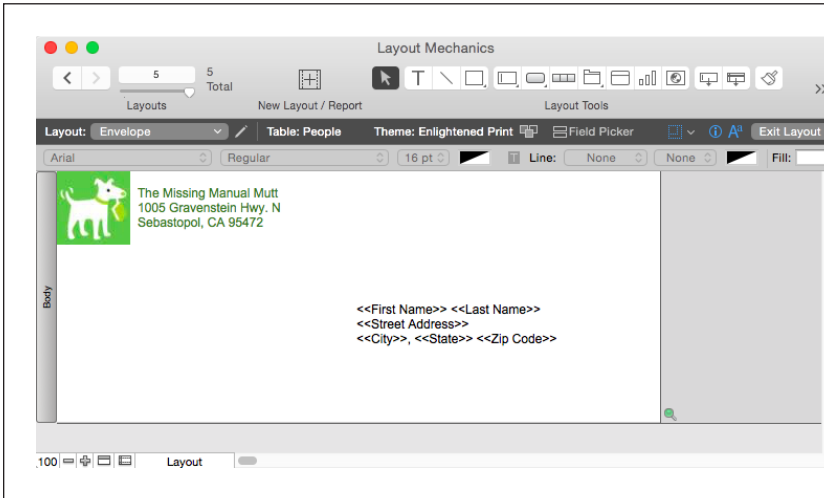 Layout Mechanics
5
5
Total
Layouts
New Layout / Report
Layout Tools
Layout: Envelope
Table: People
Theme: Enlightened Print
Field Picker
Exit Layout
Arial
Regular
16 pt
Line:
None
None
Fill:
The Missing Manual Mutt
1005 Gravenstein Hwy. N
Sebastopol, CA 95472
Body
<<First Name>> <<Last Name>>
<<Street Address>>
<<City>>, <<State>> <<Zip Code>>
100
Layout